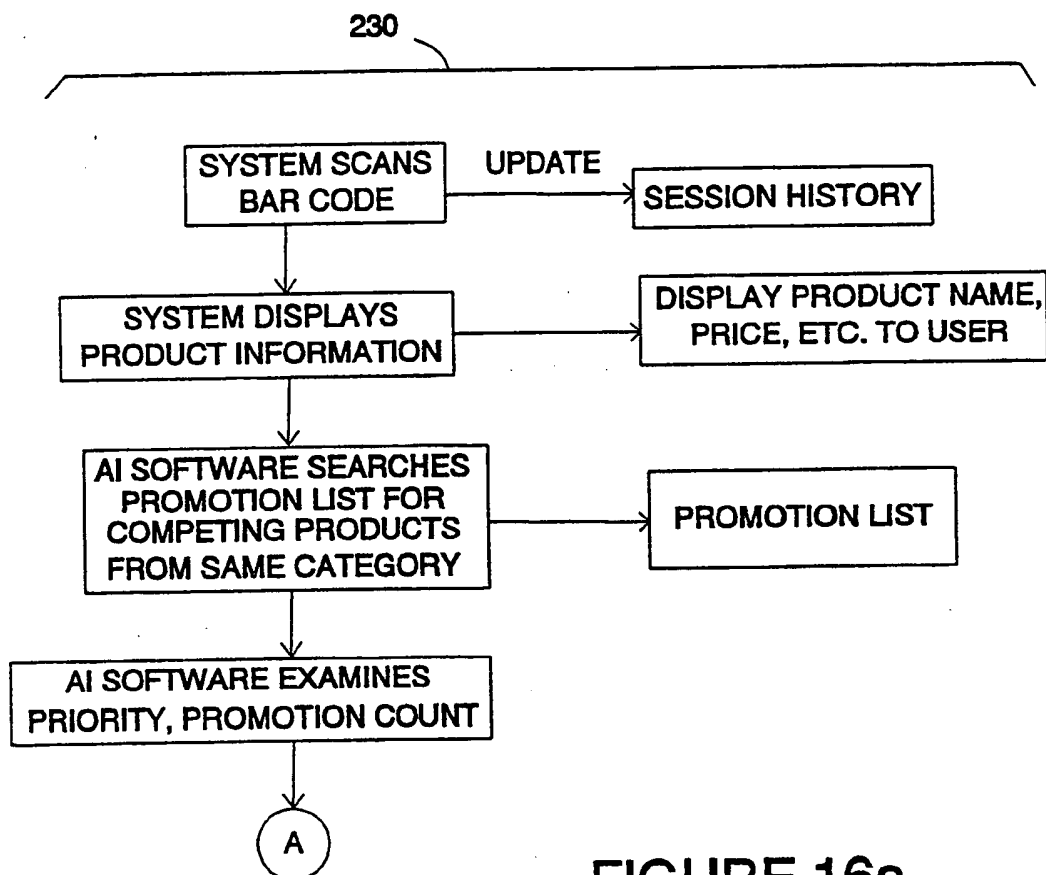 230
SYSTEM SCANS
BAR CODE
UPDATE
SESSION HISTORY
SYSTEM DISPLAYS
PRODUCT INFORMATION
DISPLAY PRODUCT NAME,
PRICE, ETC. TO USER
AI SOFTWARE SEARCHES
PROMOTION LIST FOR
COMPETING PRODUCTS
FROM SAME CATEGORY
PROMOTION LIST
AI SOFTWARE EXAMINES
PRIORITY, PROMOTION COUNT
A
FIGURE 16a